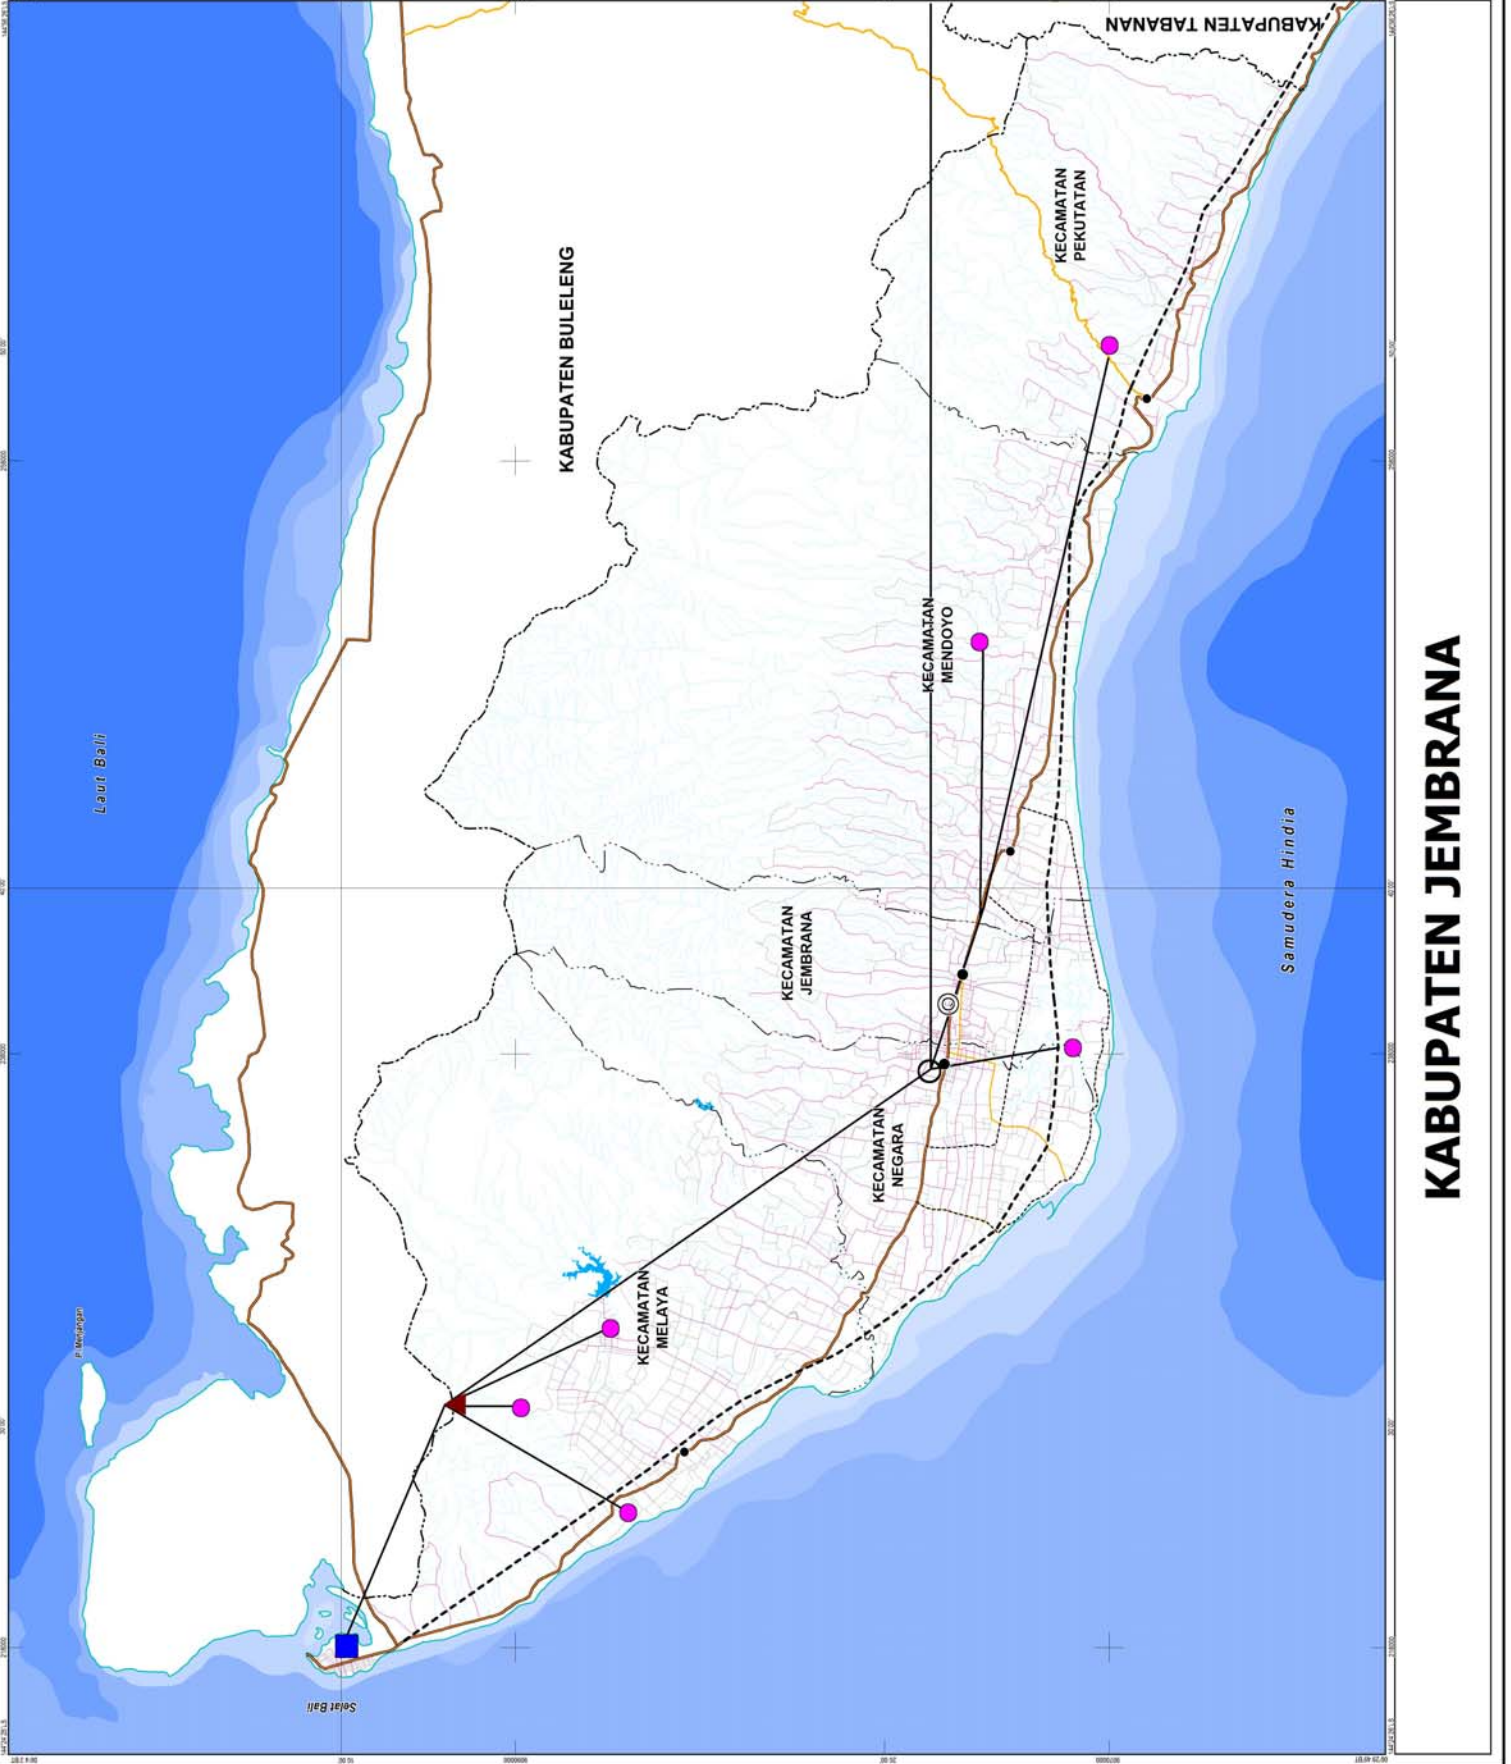 KABUPATEN JEMBRANA
Laut Bali
P. Menjangan
Selat Bali
Samudera Hindia
KABUPATEN BULELENG
KABUPATEN TABANAN
KECAMATAN
PEKUTATAN
KECAMATAN
MENDOYO
KECAMATAN
JEMBRANA
KECAMATAN
NEGARA
KECAMATAN
MELAYA